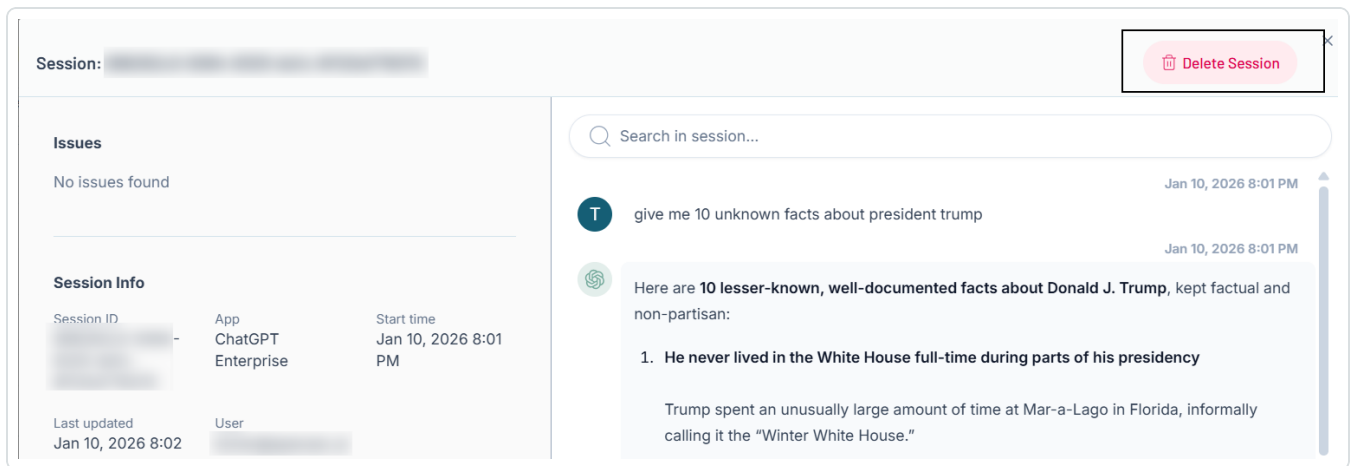 Session:
Delete Session
Issues
No issues found
Session Info
Session ID
App
Start time
ChatGPT
Enterprise
Jan 10, 2026 8:01
PM
Last updated
User
Jan 10, 2026 8:02
Search in session...
Jan 10, 2026 8:01 PM
T
give me 10 unknown facts about president trump
Jan 10, 2026 8:01 PM
Here are 10 lesser-known, well-documented facts about Donald J. Trump, kept factual and
non-partisan:
1. He never lived in the White House full-time during parts of his presidency
Trump spent an unusually large amount of time at Mar-a-Lago in Florida, informally
calling it the “Winter White House.”